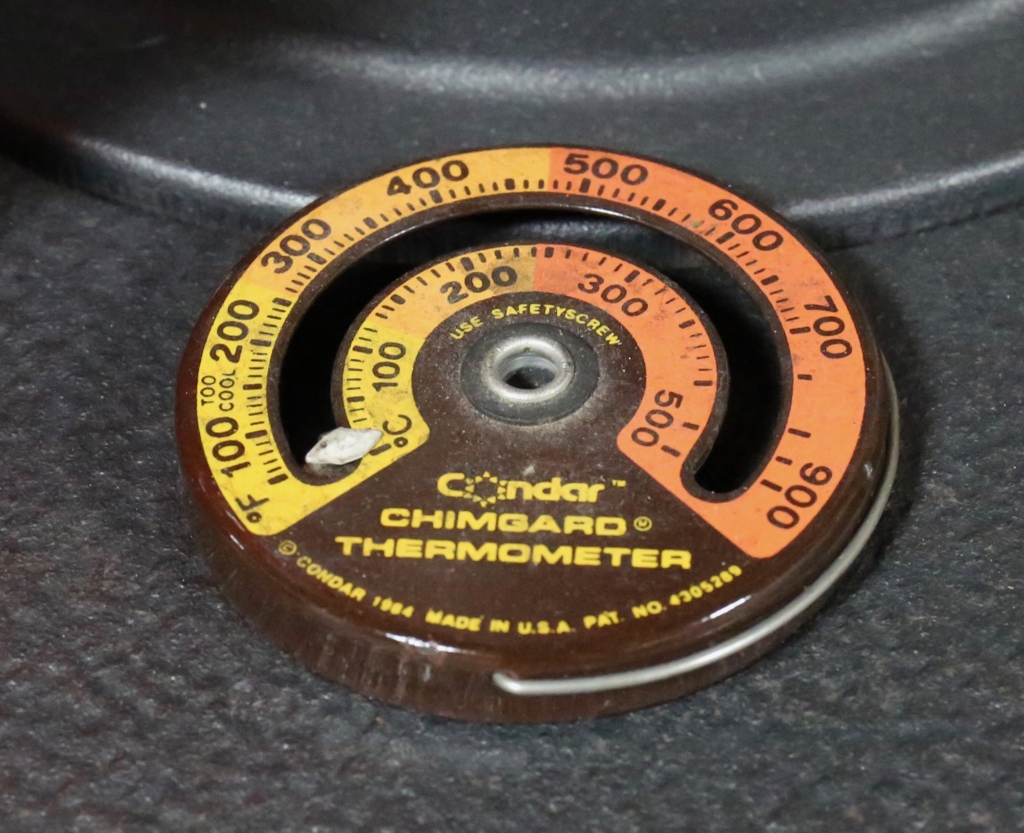 100 200 300 400 500 600 700 900
TOO
COOL
°F
100 200 300 500
°C
USE SAFETYSCREW
Condar™
CHIMGARD®
THERMOMETER
© CONDAR 1984 MADE IN U.S.A. PAT. NO. 4305289